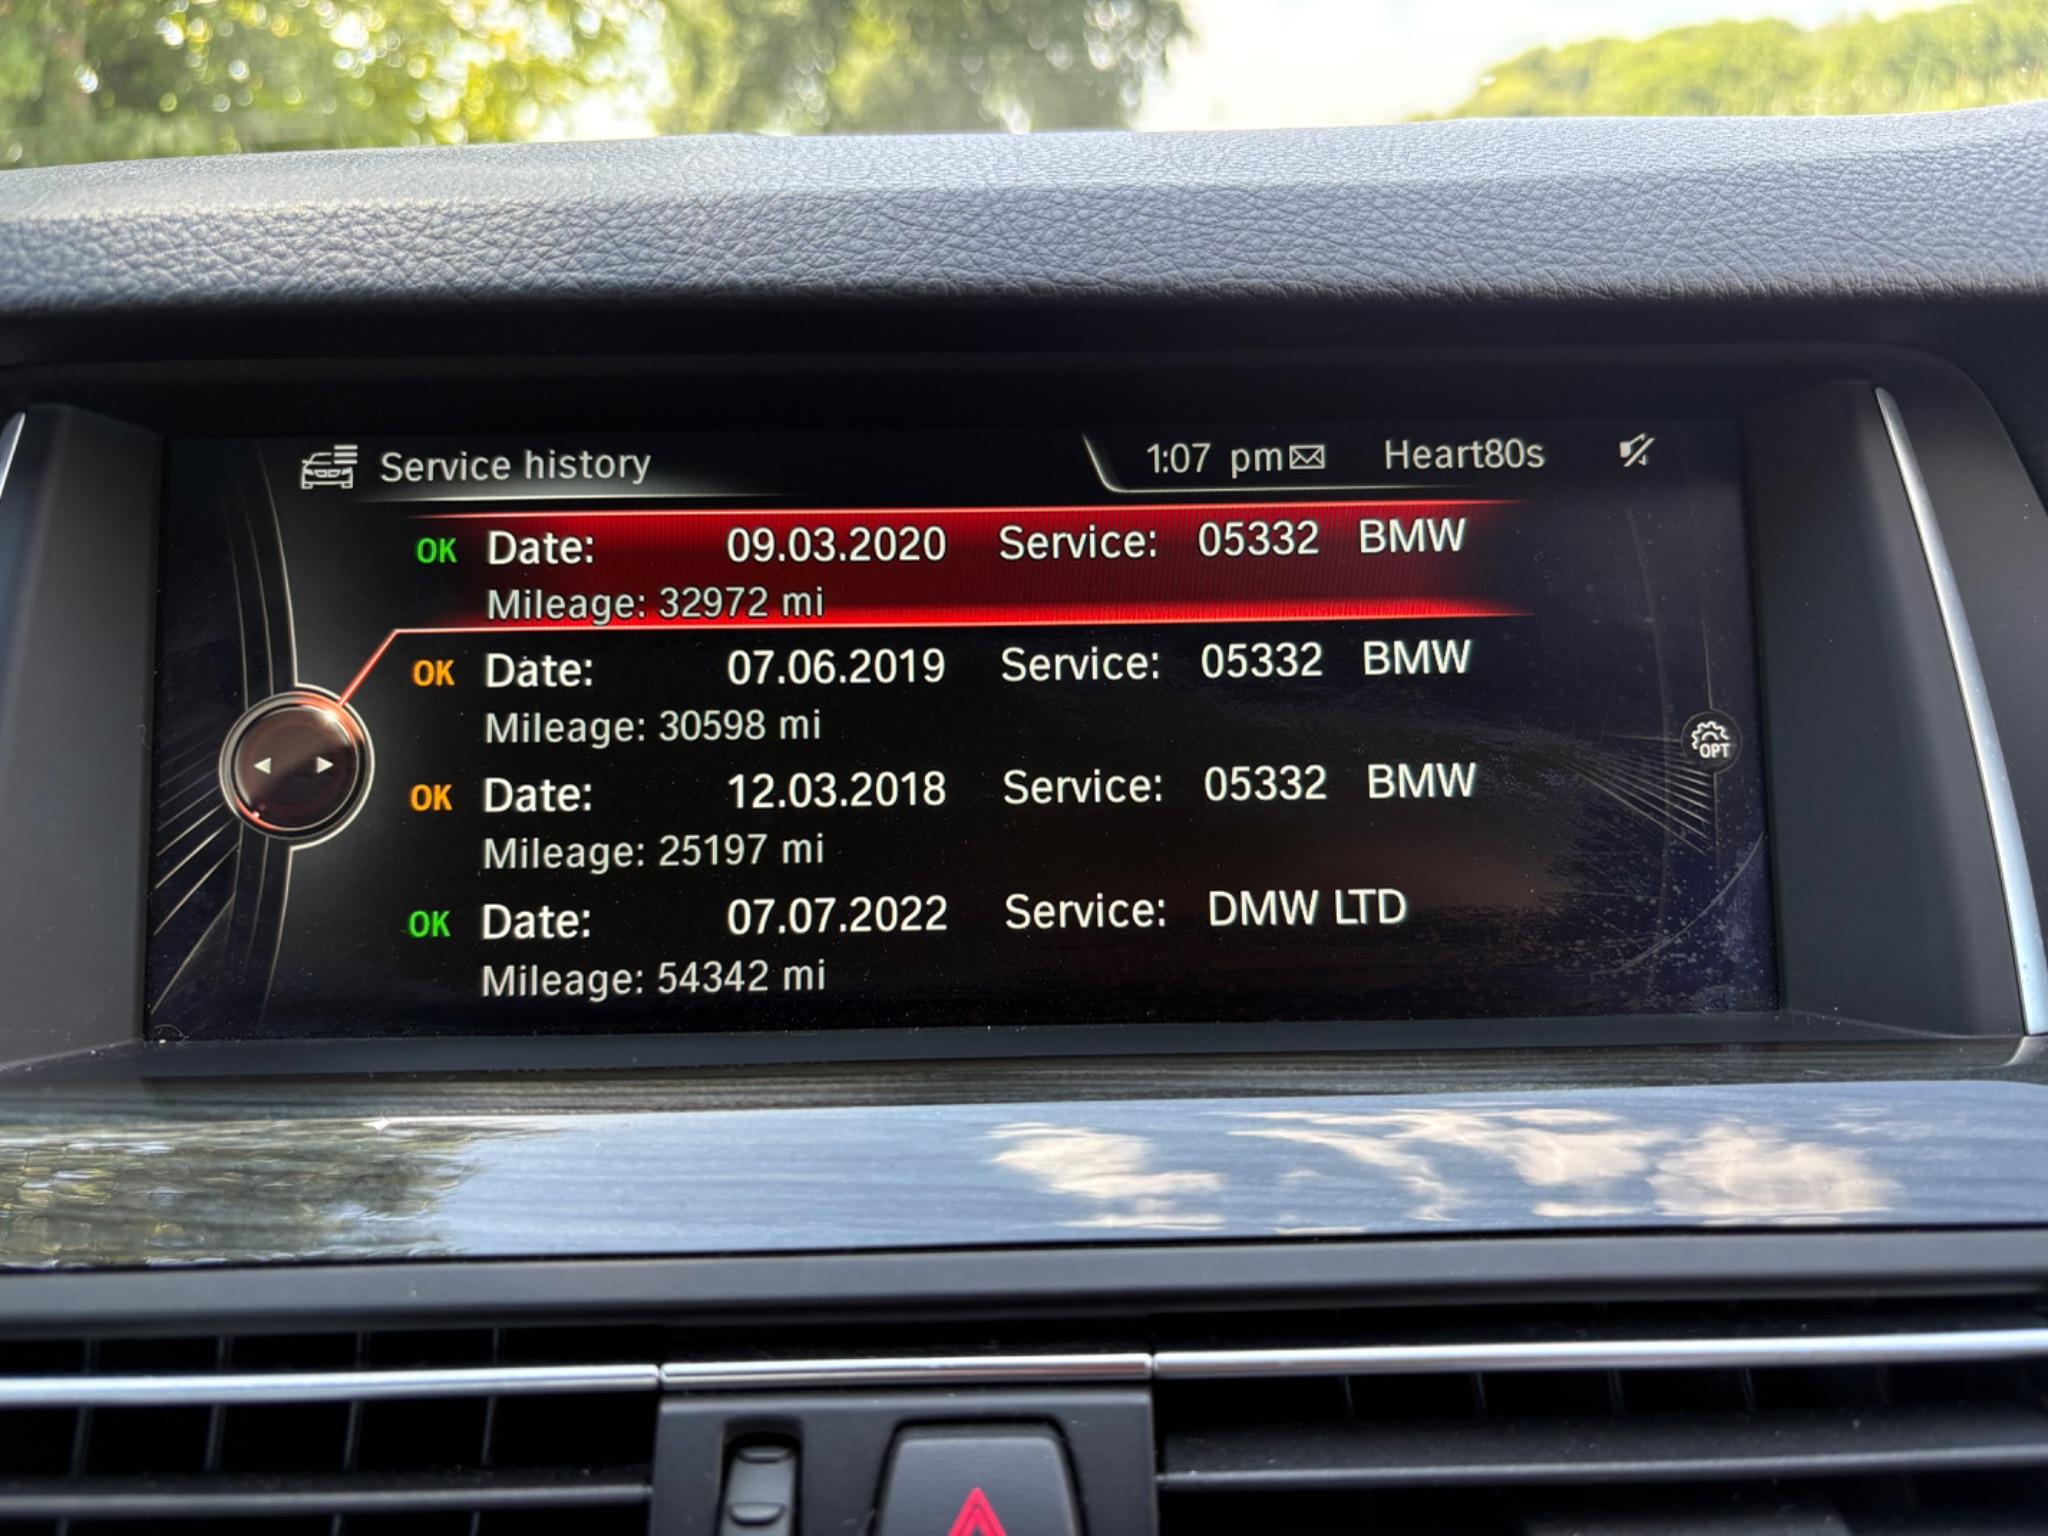 Service history 1:07 pm Heart80s
OK Date: 09.03.2020 Service: 05332 BMW
Mileage: 32972 mi
OK Date: 07.06.2019 Service: 05332 BMW
Mileage: 30598 mi
OK Date: 12.03.2018 Service: 05332 BMW
Mileage: 25197 mi
OPT
OK Date: 07.07.2022 Service: DMW LTD
Mileage: 54342 mi